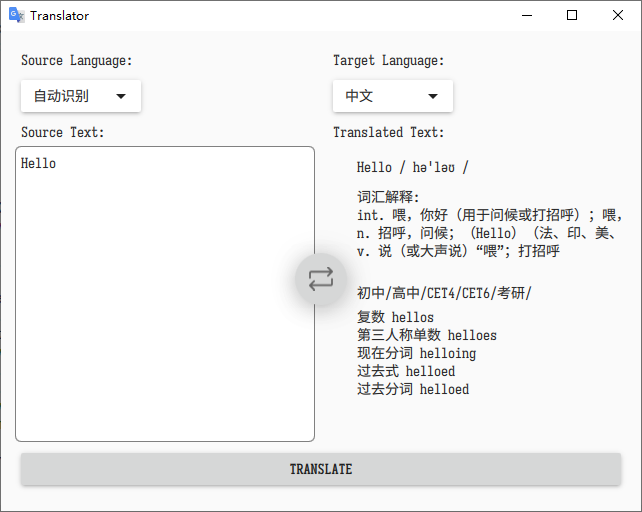 Translator
Source Language:
Target Language:
自动识别
中文
Source Text:
Translated Text:
Hello
Hello / hə'ləʊ /
词汇解释:
int. 喂，你好（用于问候或打招呼）；喂，
n. 招呼，问候；（Hello）（法、印、美、
v. 说（或大声说）“喂”；打招呼
初中/高中/CET4/CET6/考研/
复数 hellos
第三人称单数 helloes
现在分词 helloing
过去式 helloed
过去分词 helloed
TRANSLATE